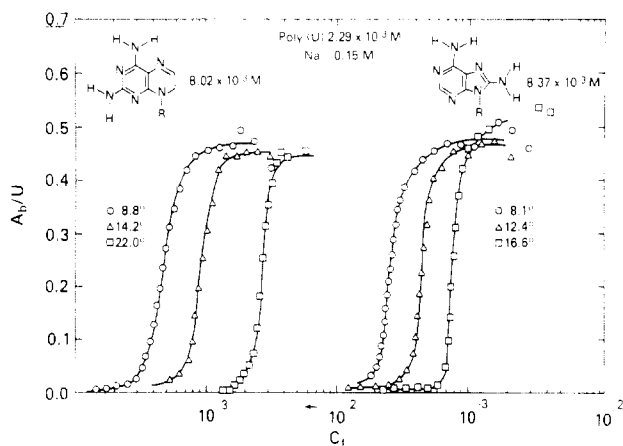 Poly (U) 2.29 x 10⁻³ M
Na 0.15 M
H H H H
N
N N
N N
H N
H
R
8.02 x 10⁻³ M
H H
N
N N
N N
N H
H
R
8.37 x 10⁻³ M
0.7
0.6
0.5
0.4
0.3
0.2
0.1
0.0
A_b/U
○ 8.8°
△ 14.2°
□ 22.0°
○ 8.1°
△ 12.4°
□ 16.6°
10³ ← 10² 10⁻³ 10²
C_f